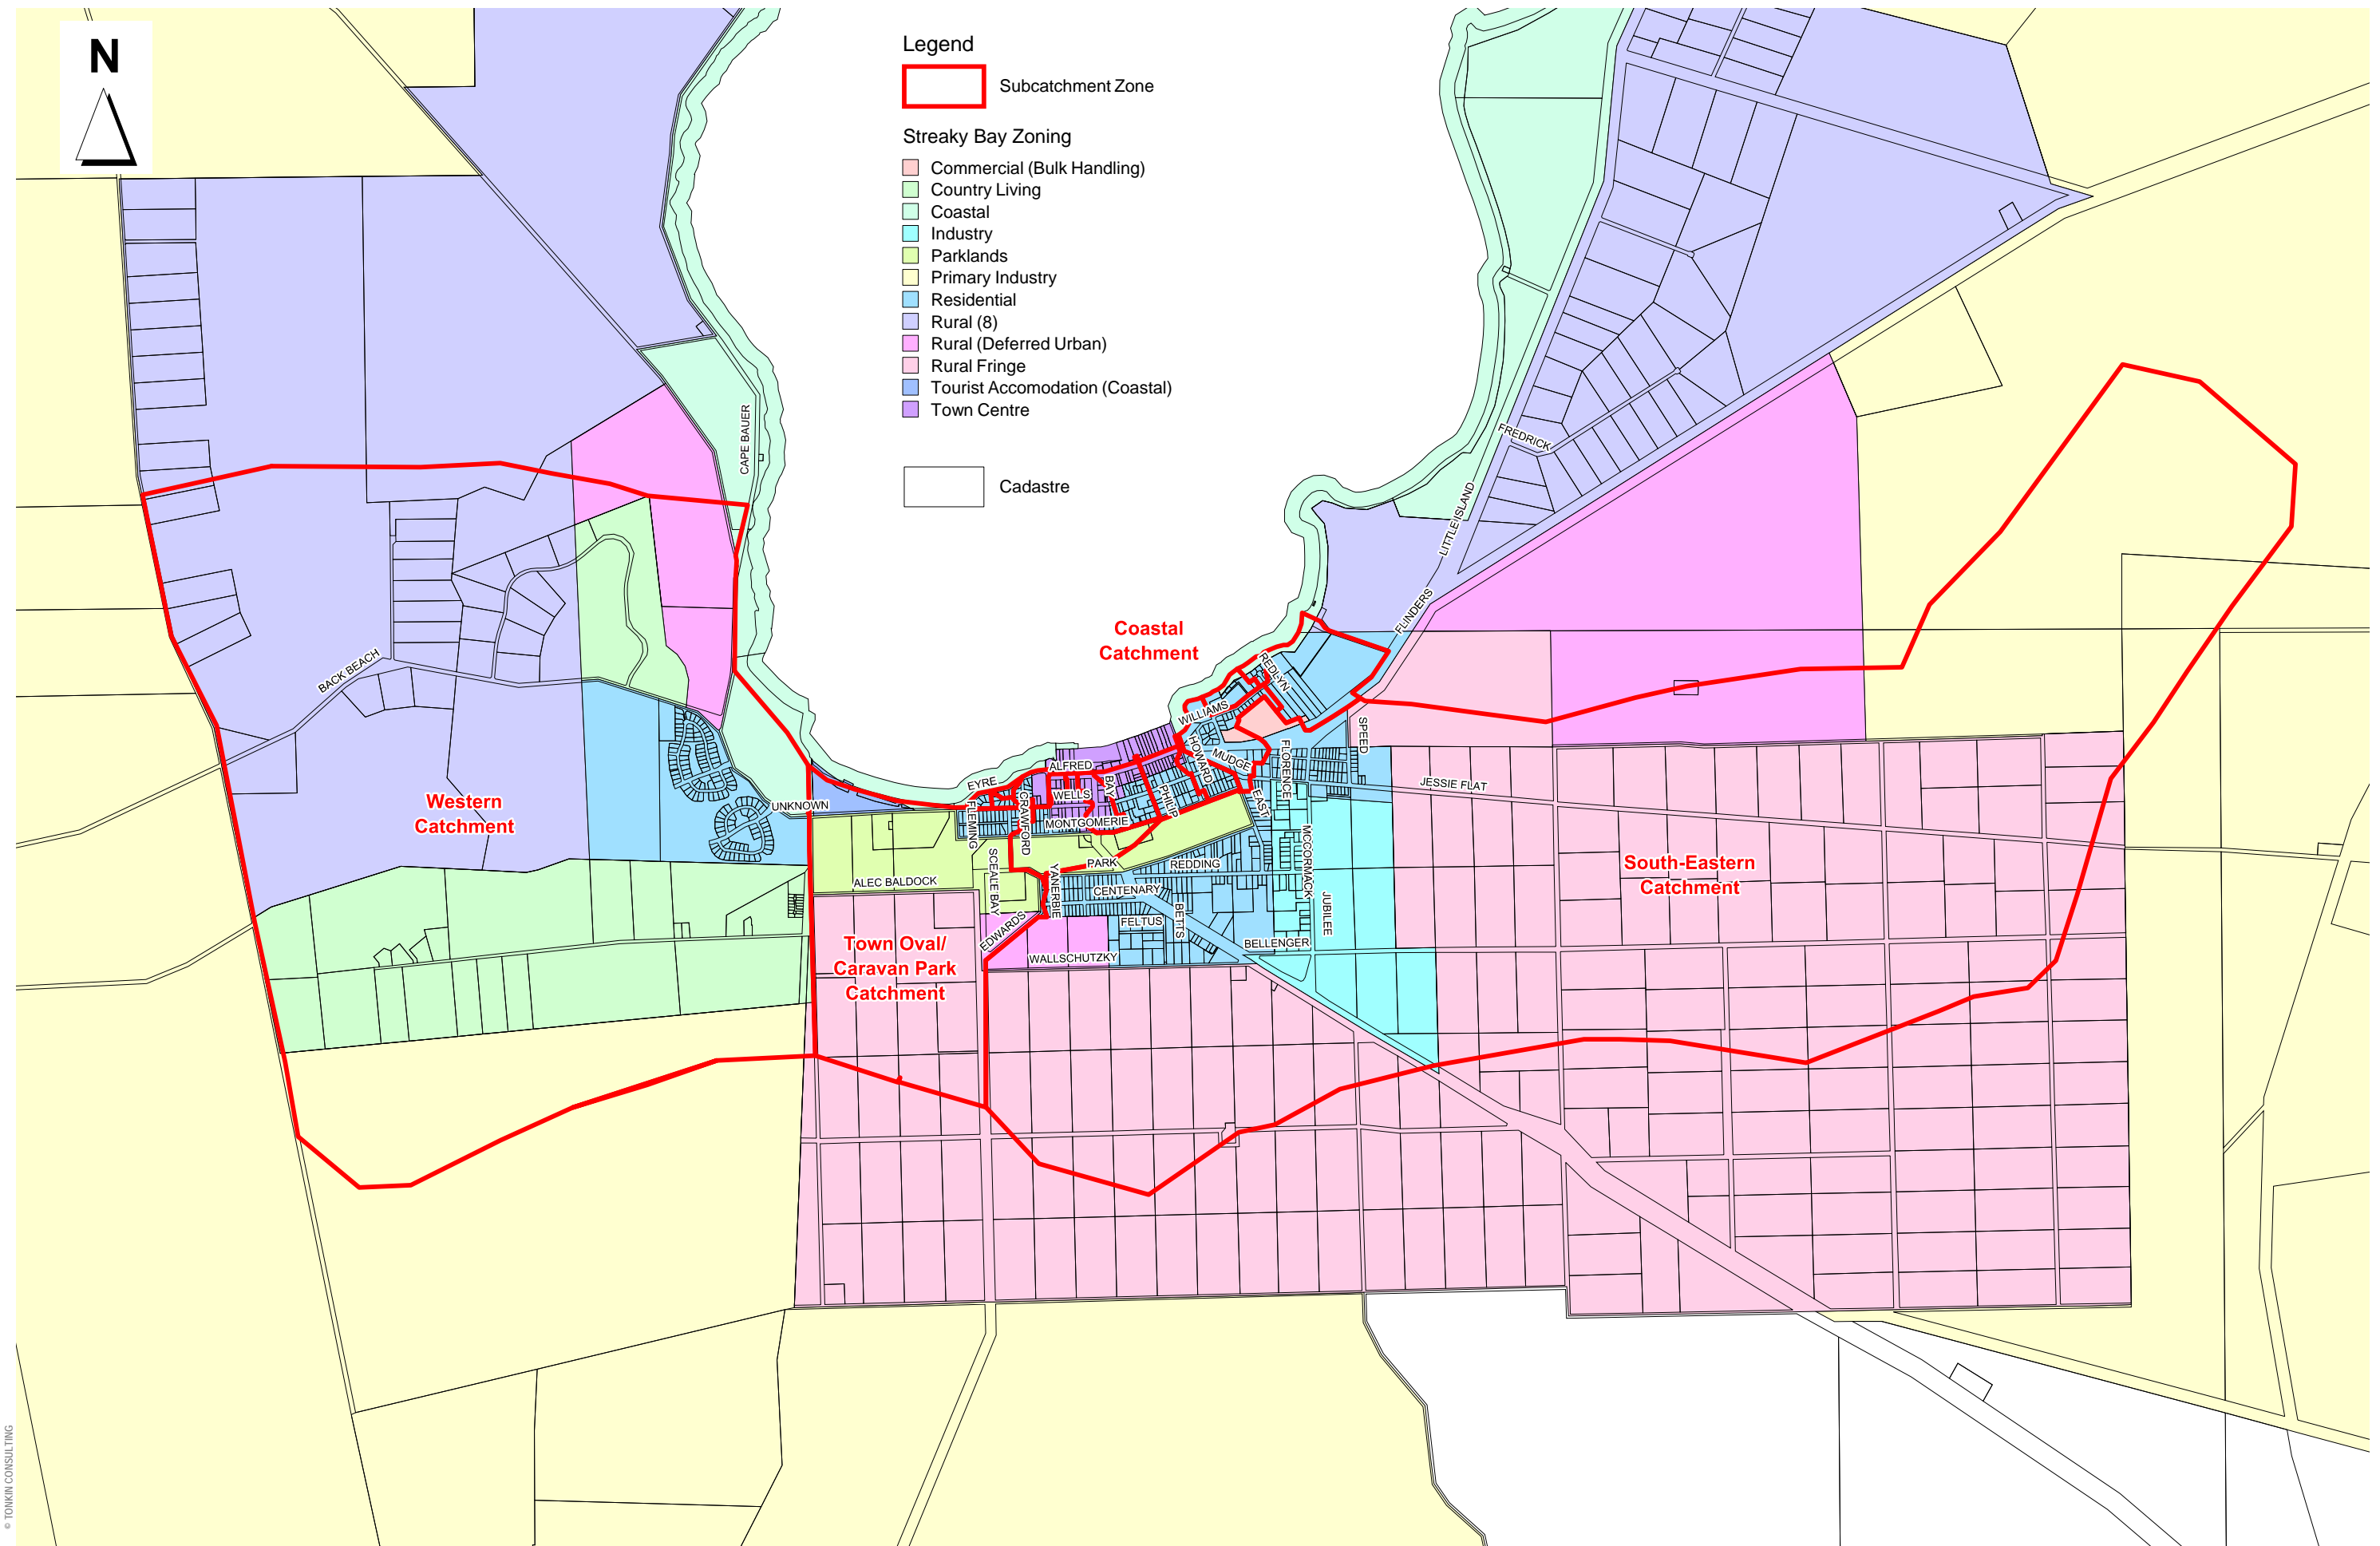 N
Legend
Subcatchment Zone
Streaky Bay Zoning
Commercial (Bulk Handling)
Country Living
Coastal
Industry
Parklands
Primary Industry
Residential
Rural (8)
Rural (Deferred Urban)
Rural Fringe
Tourist Accomodation (Coastal)
Town Centre
Cadastre
CAPE BAUER
FREDRICK
LITTLE ISLAND
FLINDERS
Coastal
Catchment
BACK BEACH
REDLYN
WILLIAMS
SPEED
HOWARD
MUDGE
FLORENCE
ALFRED
EYRE
BAY
WELLS
JESSIE FLAT
Western
Catchment
UNKNOWN
FLEMING
CRAWFORD
PHILIP
EAST
MONTGOMERIE
MCCORMACK
SCEALE BAY
PARK
REDDING
YANERBIE
ALEC BALDOCK
CENTENARY
South-Eastern
Catchment
JUBILEE
BETTS
FELTUS
EDWARDS
BELLENGER
WALLSCHUTZKY
Town Oval/
Caravan Park
Catchment
© TONKIN CONSULTING